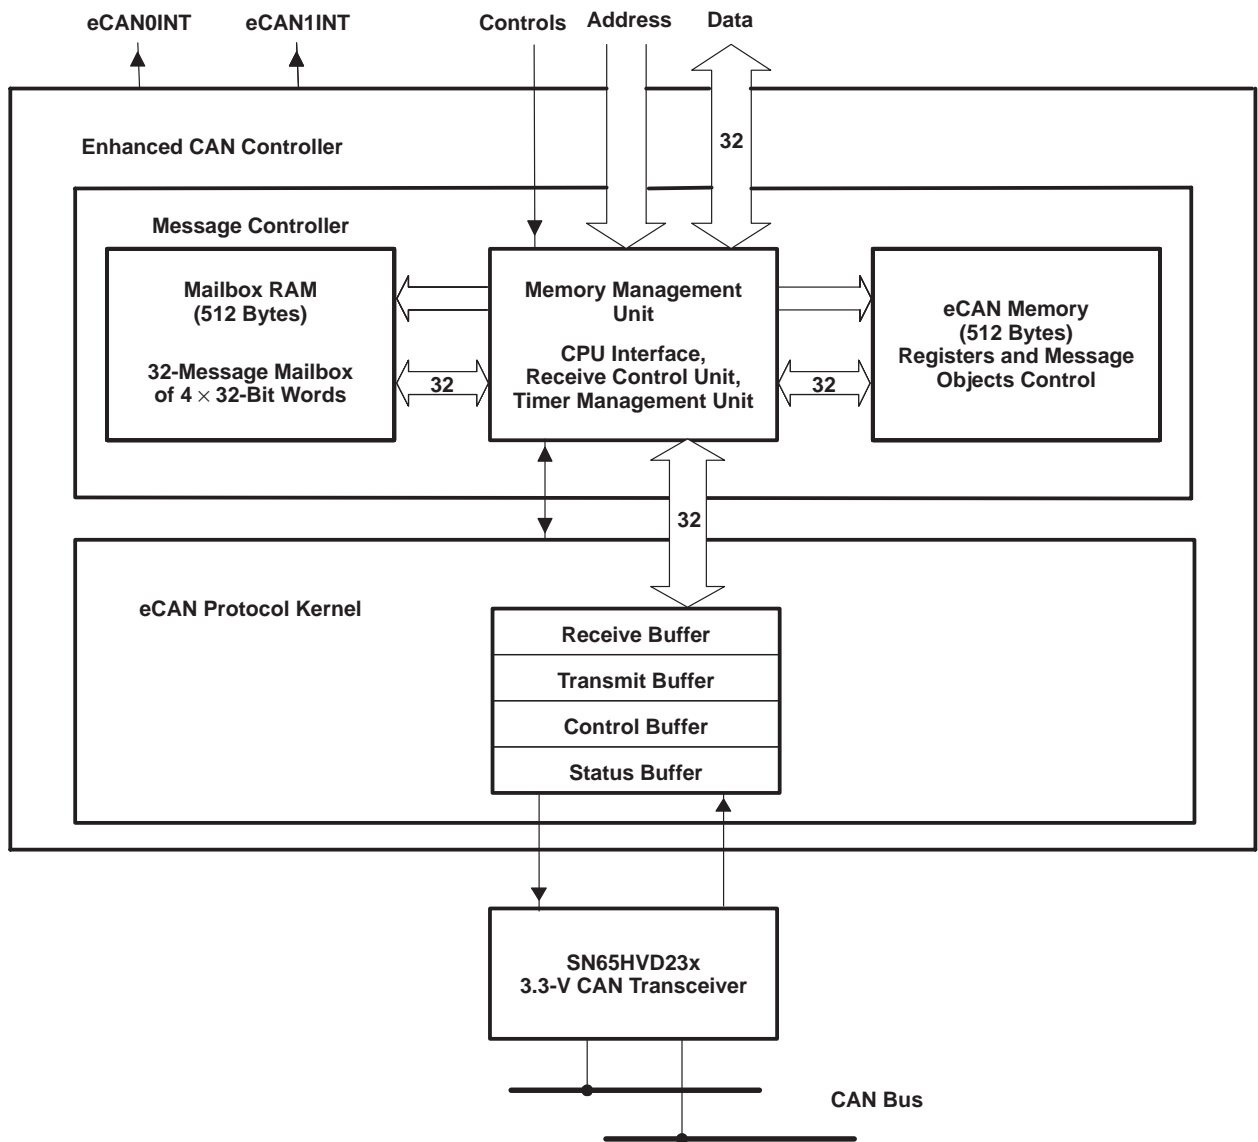 eCAN0INT
eCAN1INT
Controls
Address
Data
32
Enhanced CAN Controller
Message Controller
Mailbox RAM
(512 Bytes)
32-Message Mailbox
of 4 × 32-Bit Words
32
Memory Management
Unit
CPU Interface,
Receive Control Unit,
Timer Management Unit
32
eCAN Memory
(512 Bytes)
Registers and Message
Objects Control
32
eCAN Protocol Kernel
Receive Buffer
Transmit Buffer
Control Buffer
Status Buffer
SN65HVD23x
3.3-V CAN Transceiver
CAN Bus